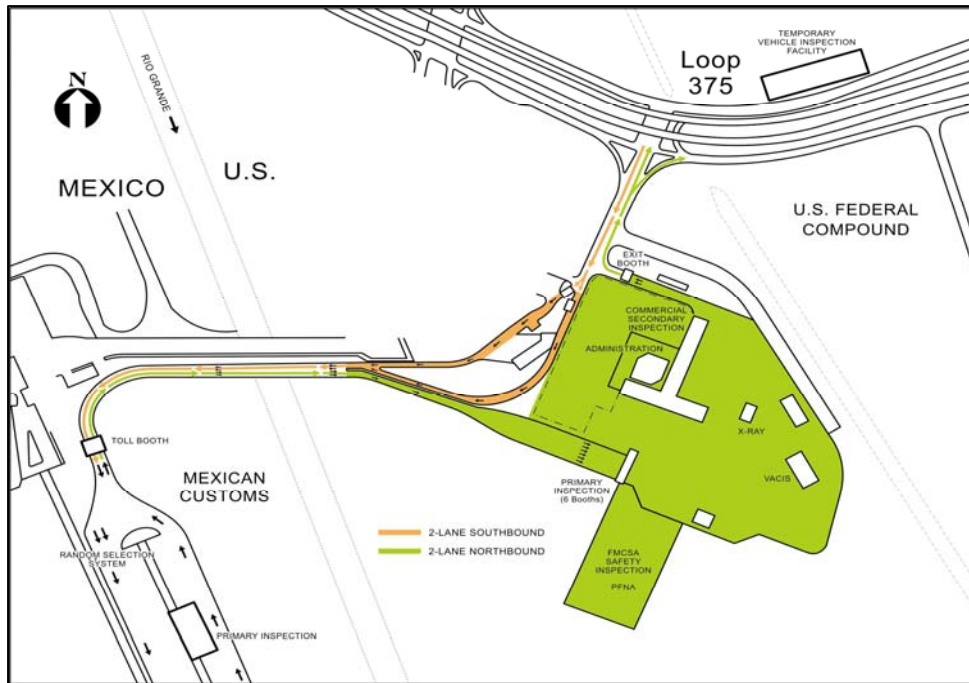 TEMPORARY
VEHICLE INSPECTION
FACILITY
Loop
375
N
RIO GRANDE
U.S.
MEXICO
U.S. FEDERAL
COMPOUND
EXIT
BOOTH
COMMERCIAL
SECONDARY
INSPECTION
ADMINISTRATION
X-RAY
TOLL BOOTH
VACIS
MEXICAN
CUSTOMS
PRIMARY
INSPECTION
(6 Booths)
2-LANE SOUTHBOUND
2-LANE NORTHBOUND
RANDOM SELECTION
SYSTEM
FMCSA
SAFETY
INSPECTION
PRIMARY INSPECTION